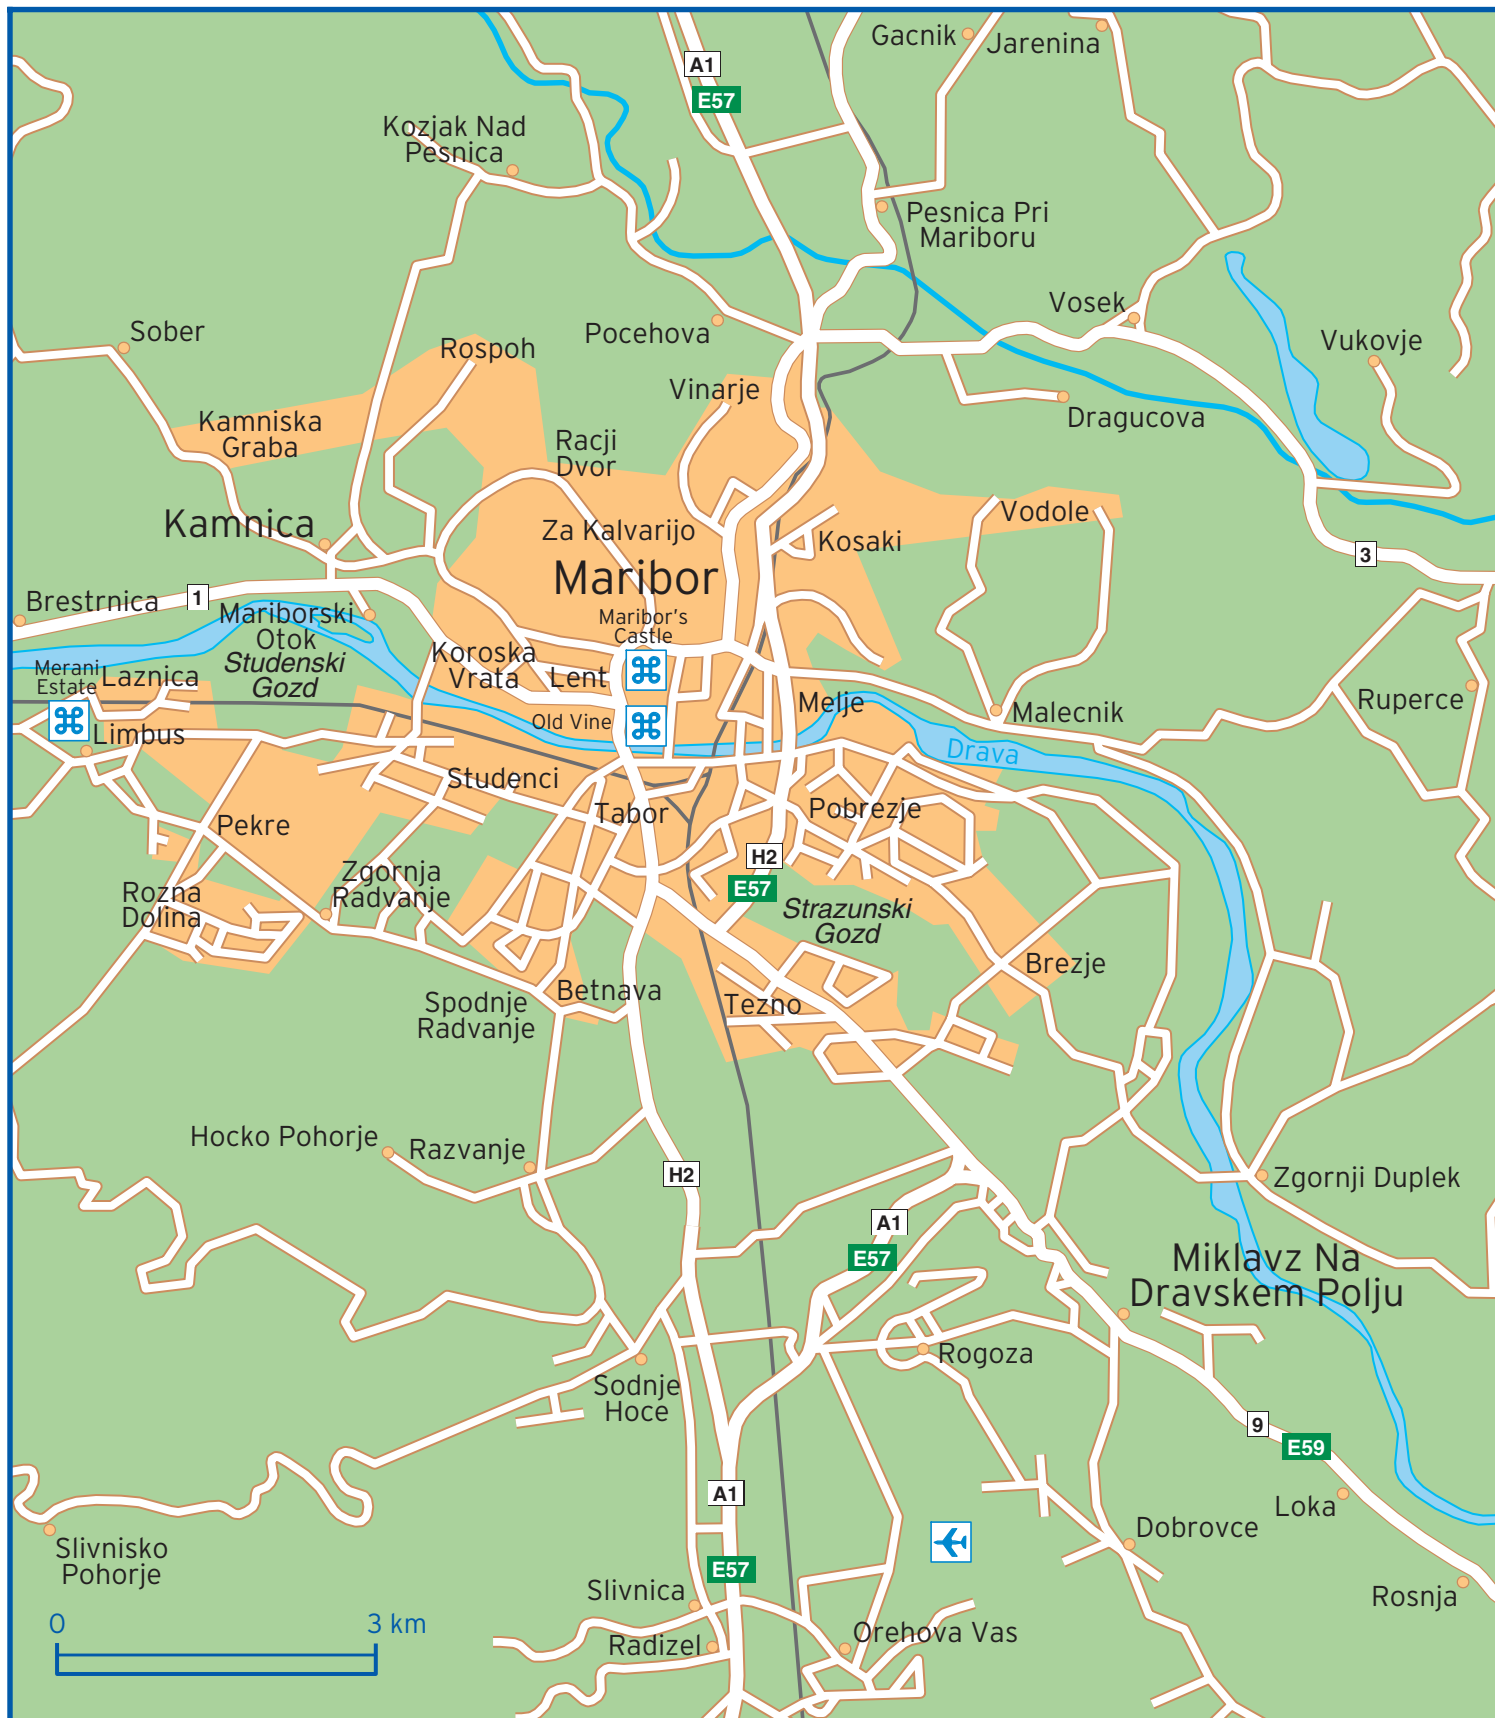 Gacnik
Jarenina
A1
E57
Kozjak Nad
Pesnica
Pesnica Pri
Mariboru
Vosek
Sober
Pocehova
Vukovje
Rospoh
Vinarje
Dragucova
Kamniska
Graba
Racji
Dvor
Kamnica
Za Kalvarijo
Kosaki
Vodole
3
Maribor
Brestrnica
1
Mariborski
Otok
Maribor's
Castle
Studenski
Gozd
Koroska
Vrata
Lent
Merani
Estate
Laznica
Melje
Malecnik
Ruperce
Old Vine
Limbus
Drava
Studenci
Tabor
Pobrezje
Pekre
H2
E57
Zgornja
Radvanje
Rozna
Dolina
Strazunski
Gozd
Brezje
Betnava
Spodnje
Radvanje
Tezno
Hocko Pohorje
Razvanje
H2
Zgornji Duplek
A1
E57
Miklavz Na
Dravskem Polju
Rogoza
Sodnje
Hoce
9
E59
A1
Loka
Dobrovce
Slivnisko
Pohorje
E57
Slivnica
Rosnja
0
3 km
Radizel
Orehova Vas